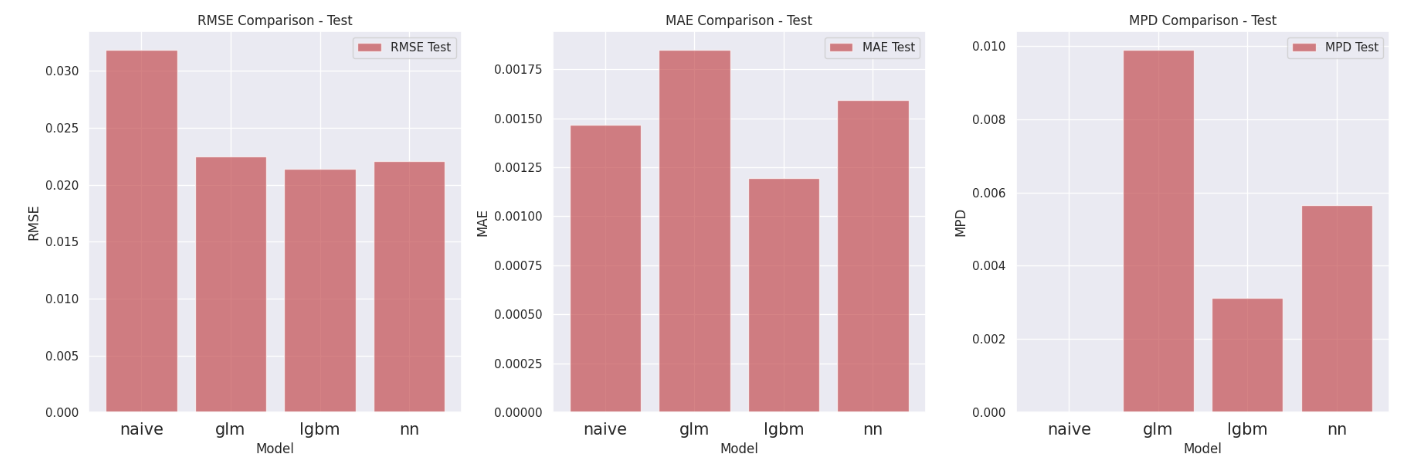 RMSE Comparison - Test
RMSE Test
0.030
0.025
0.020
0.015
0.010
0.005
0.000
RMSE
naive glm lgbm nn
Model
MAE Comparison - Test
MAE Test
0.00175
0.00150
0.00125
0.00100
0.00075
0.00050
0.00025
0.00000
MAE
naive glm lgbm nn
Model
MPD Comparison - Test
MPD Test
0.010
0.008
0.006
0.004
0.002
0.000
MPD
naive glm lgbm nn
Model